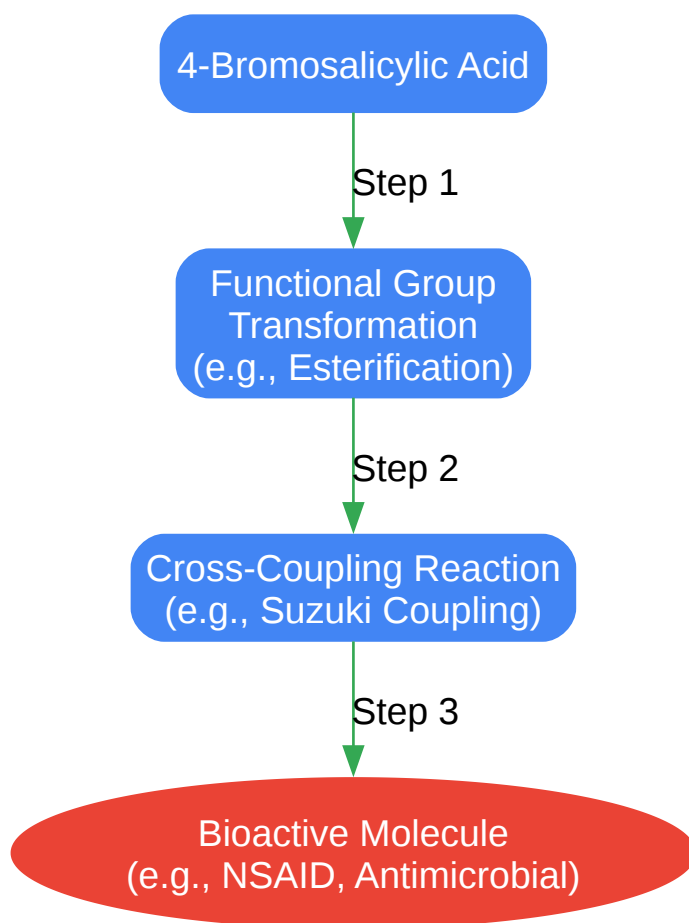 4-Bromosalicylic Acid
Step 1
Functional Group
Transformation
(e.g., Esterification)
Step 2
Cross-Coupling Reaction
(e.g., Suzuki Coupling)
Step 3
Bioactive Molecule
(e.g., NSAID, Antimicrobial)